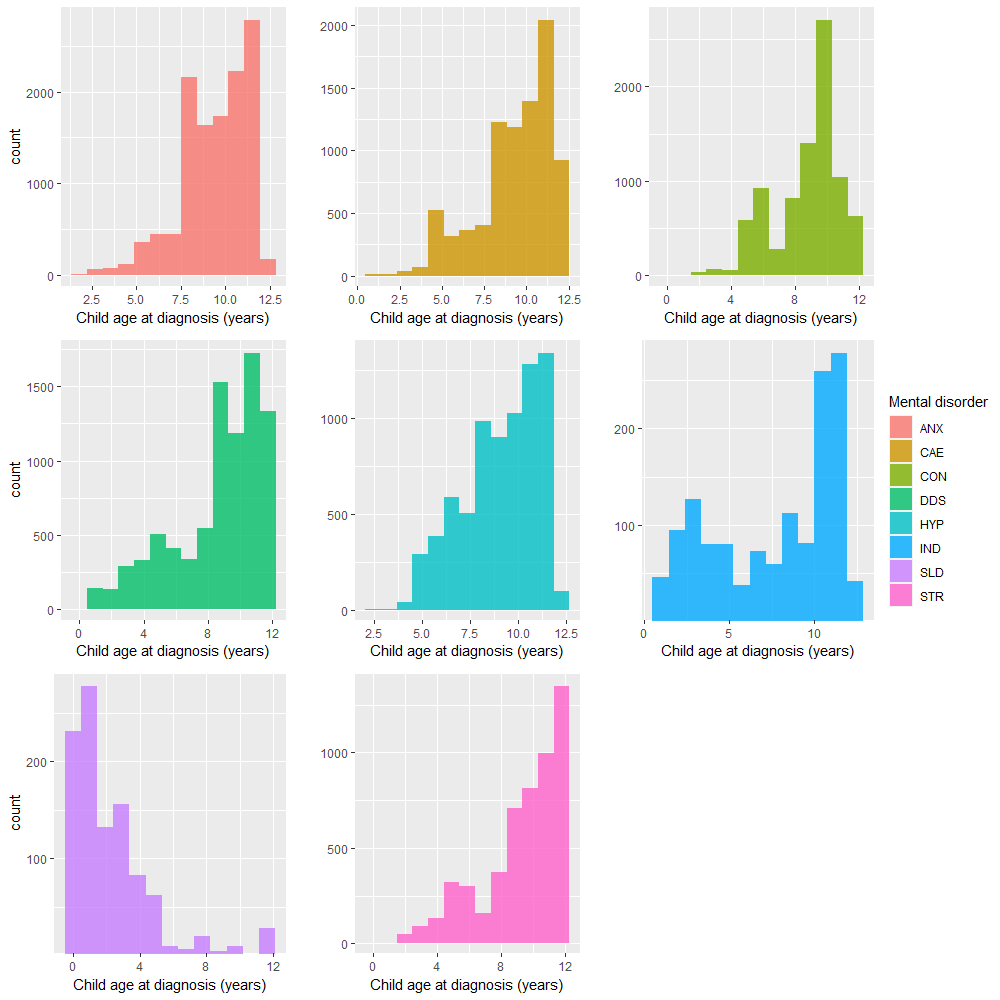 count
2000
1000
0
2.5 5.0 7.5 10.0 12.5
Child age at diagnosis (years)
2000
1500
1000
500
0
0.0 2.5 5.0 7.5 10.0 12.5
Child age at diagnosis (years)
2000
1000
0
0 4 8 12
Child age at diagnosis (years)
count
1500
1000
500
0
0 4 8 12
Child age at diagnosis (years)
1000
500
0
2.5 5.0 7.5 10.0 12.5
Child age at diagnosis (years)
200
100
0 5 10
Child age at diagnosis (years)
Mental disorder
ANX
CAE
CON
DDS
HYP
IND
SLD
STR
count
200
100
0 4 8 12
Child age at diagnosis (years)
1000
500
0
0 4 8 12
Child age at diagnosis (years)